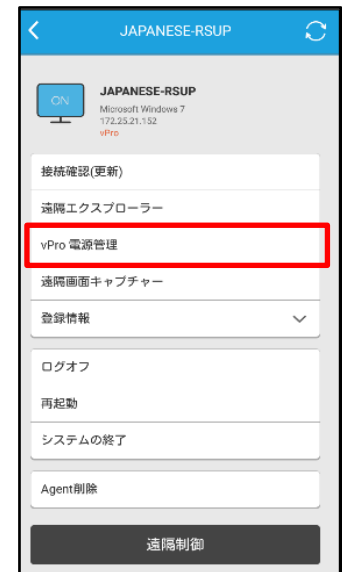 JAPANESE-RSUP
ON
JAPANESE-RSUP
Microsoft Windows 7
172.25.21.152
vPro
接続確認(更新)
遠隔エクスプローラー
vPro 電源管理
遠隔画面キャプチャー
登録情報
ログオフ
再起動
システムの終了
Agent削除
遠隔制御